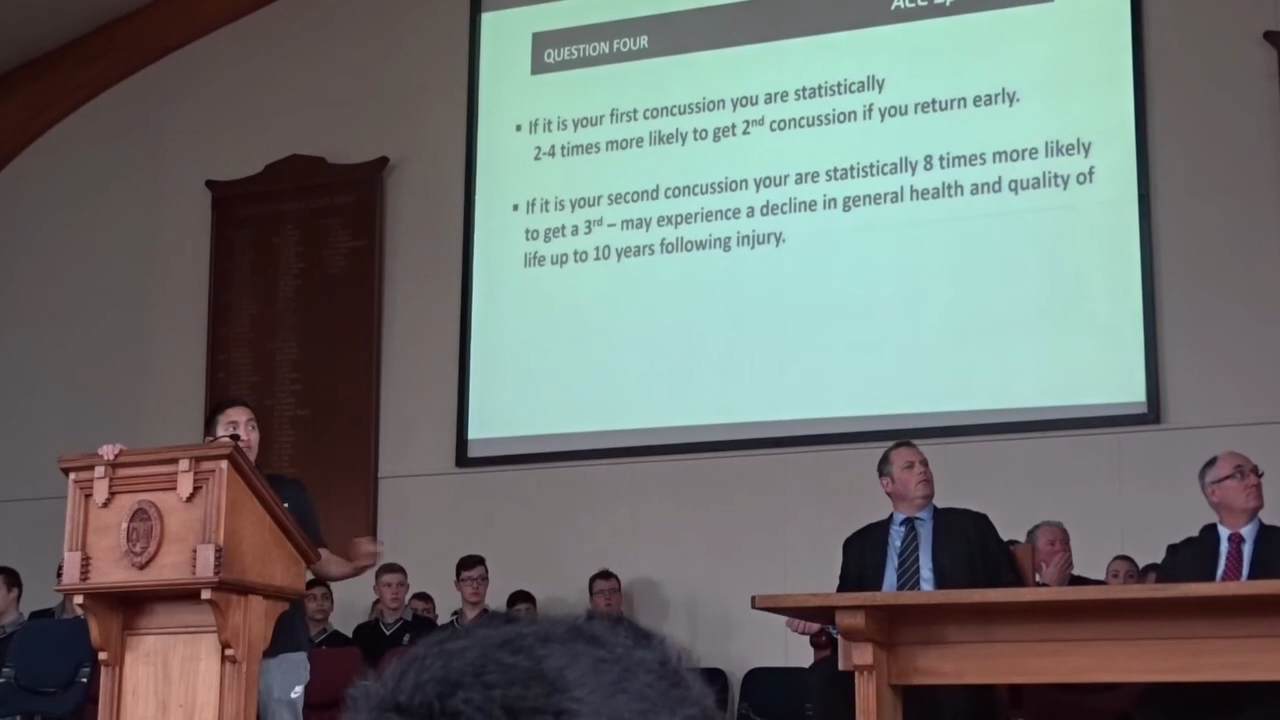 ACC
QUESTION FOUR
▪ If it is your first concussion you are statistically
2-4 times more likely to get 2nd concussion if you return early.
▪ If it is your second concussion your are statistically 8 times more likely
to get a 3rd – may experience a decline in general health and quality of
life up to 10 years following injury.